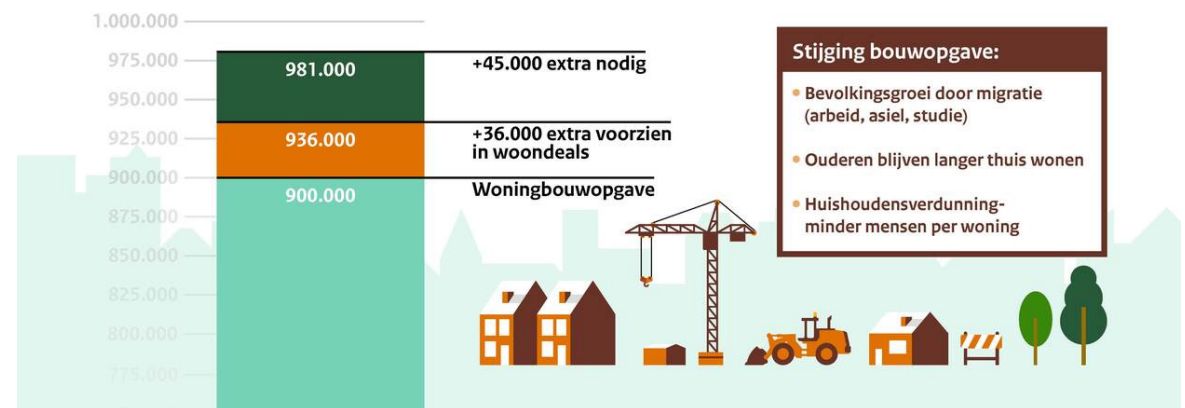 1.000.000
975.000
950.000
925.000
900.000
875.000
850.000
825.000
800.000
775.000
981.000
936.000
900.000
+45.000 extra nodig
+36.000 extra voorzien
in woondeals
Woningbouwopgave
Stijging bouwopgave:
• Bevolkingsgroei door migratie
(arbeid, asiel, studie)
• Ouderen blijven langer thuis wonen
• Huishoudensverdunning-
minder mensen per woning